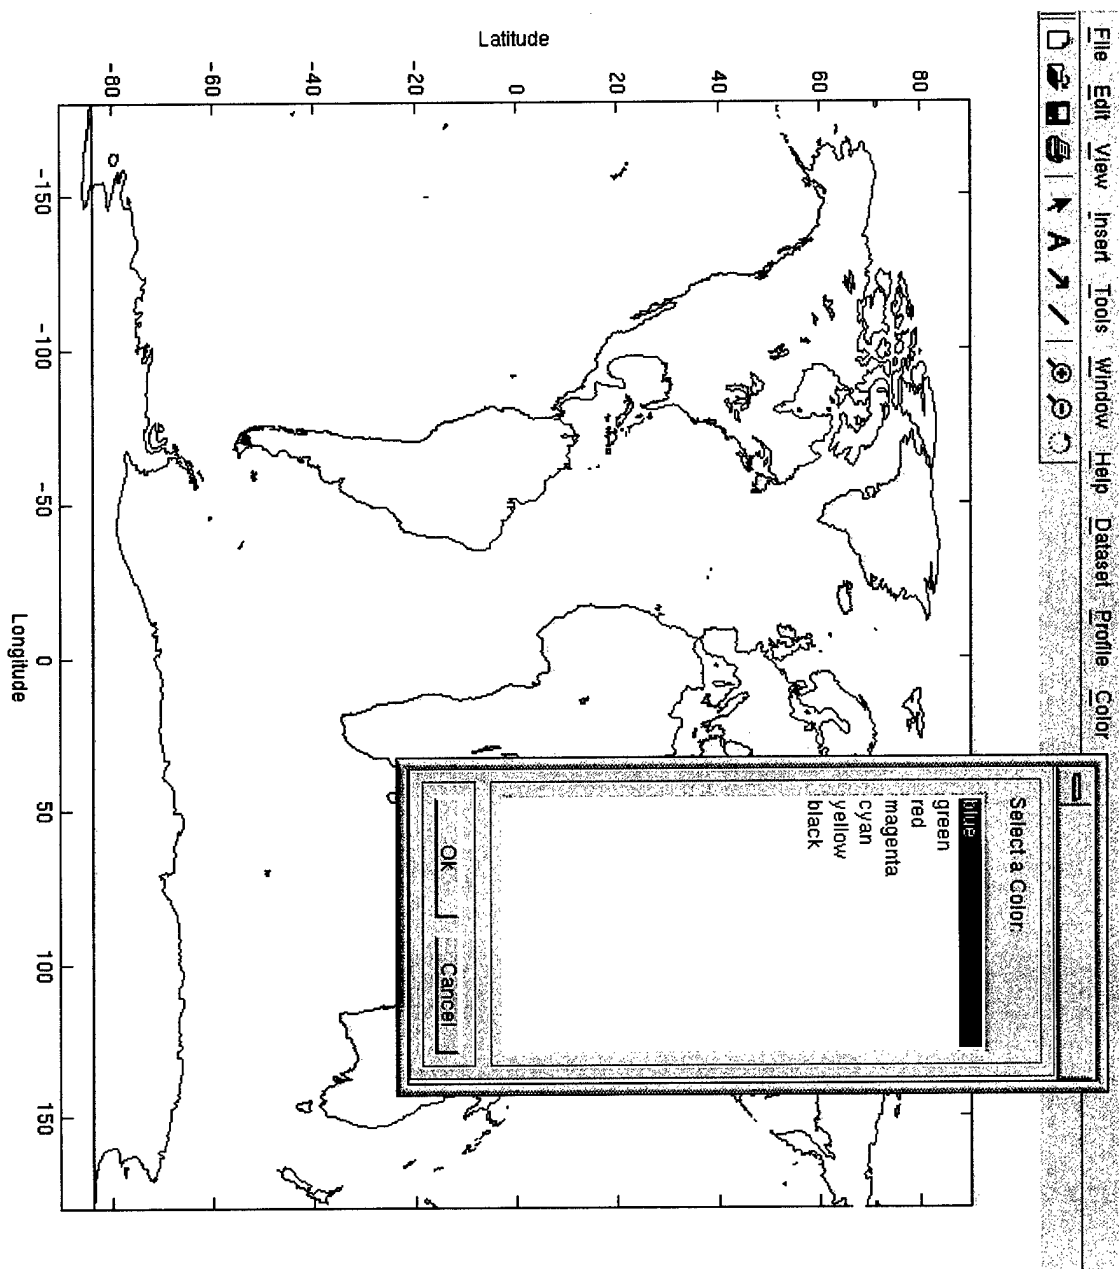 File Edit View Insert Tools Window Help Dataset Profile Color
A
Select a Color:
blue
green
red
magenta
cyan
yellow
black
Ok Cancel
80
60
40
20
0
-20
-40
-60
-80
Latitude
-150 -100 -50 0 50 100 150
Longitude